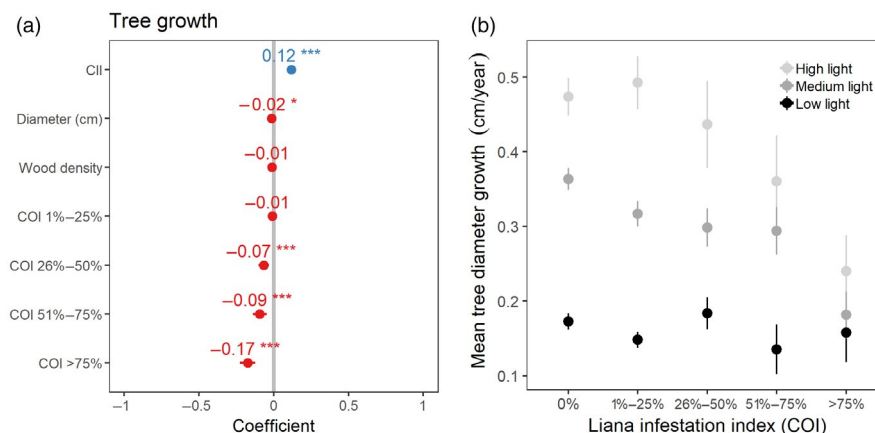 (a)
Tree growth
CII
0.12 ***
Diameter (cm)
−0.02 *
Wood density
−0.01
COI 1%–25%
−0.01
COI 26%–50%
−0.07 ***
COI 51%–75%
−0.09 ***
COI >75%
−0.17 ***
−1
−0.5
0
0.5
1
Coefficient
(b)
Mean tree diameter growth (cm/year)
0.5
0.4
0.3
0.2
0.1
High light
Medium light
Low light
0%
1%–25%
26%–50%
51%–75%
>75%
Liana infestation index (COI)